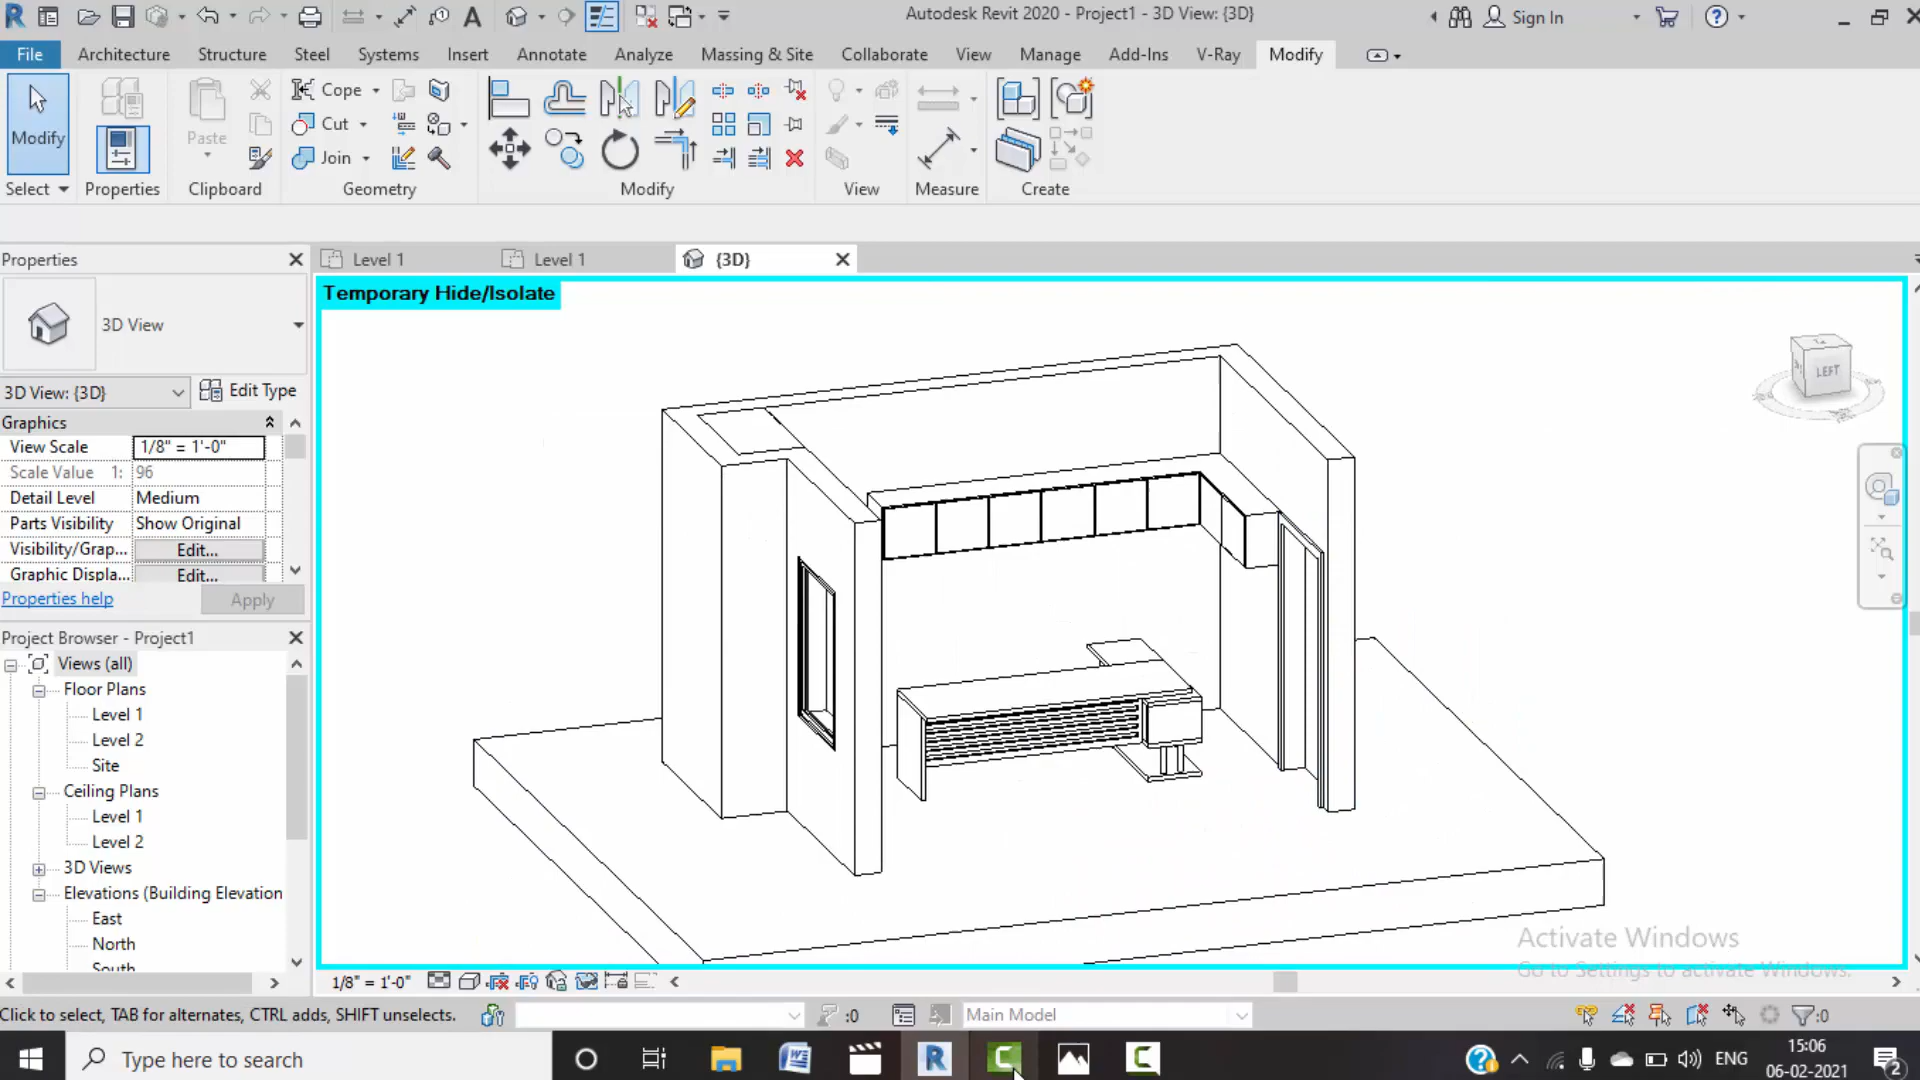 Autodesk Revit 2020 - Project1 - 3D View: {3D}
Sign In
File Architecture Structure Steel Systems Insert Annotate Analyze Massing & Site Collaborate View Manage Add-Ins V-Ray Modify
Modify
Paste
Cope
Cut
Join
Select Properties Clipboard Geometry Modify View Measure Create
Properties
Level 1
Level 1
{3D}
Temporary Hide/Isolate
3D View
LEFT
3D View: {3D}
Edit Type
Graphics
View Scale 1/8" = 1'-0"
Scale Value 1: 96
Detail Level Medium
Parts Visibility Show Original
Visibility/Grap... Edit...
Graphic Displa... Edit...
Properties help
Apply
Project Browser - Project1
Views (all)
Floor Plans
Level 1
Level 2
Site
Ceiling Plans
Level 1
Level 2
3D Views
Elevations (Building Elevation
East
North
South
Activate Windows
Go to Settings to activate Windows.
1/8" = 1'-0"
Click to select, TAB for alternates, CTRL adds, SHIFT unselects.
:0
Main Model
:0
Type here to search
ENG
15:06
06-02-2021
2